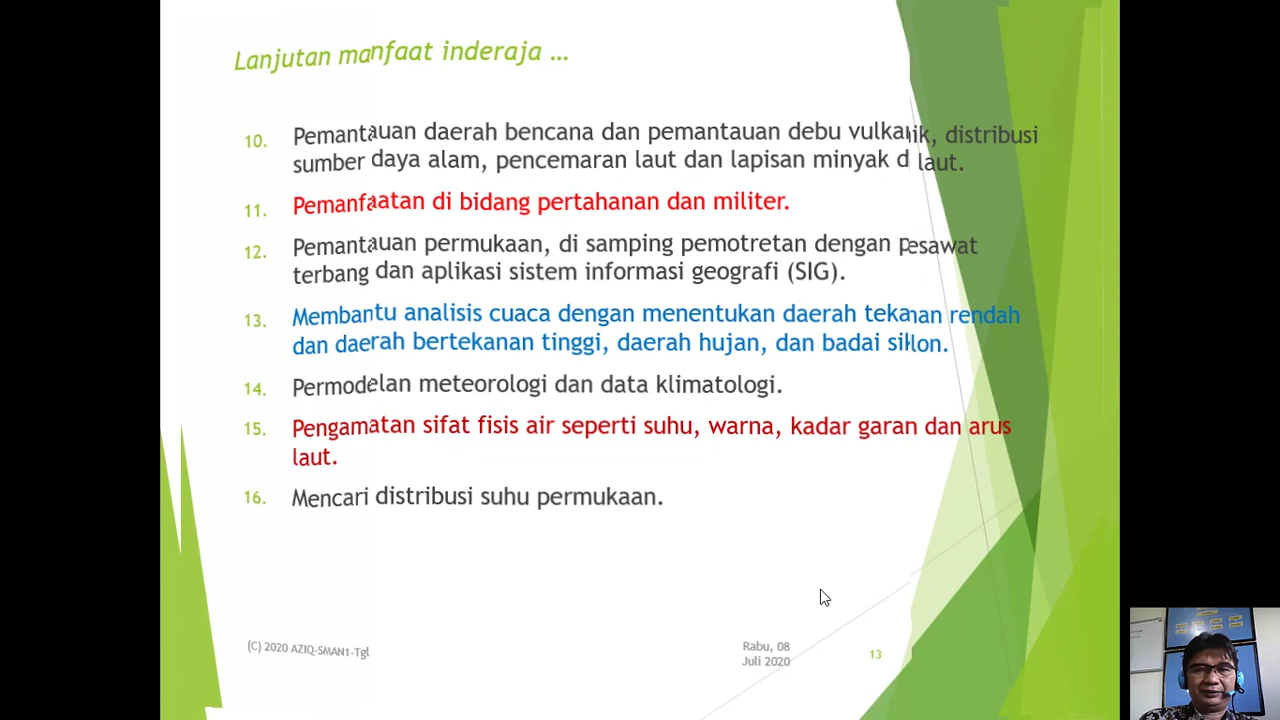 Lanjutan manfaat inderaja ...
10. Pemantauan daerah bencana dan pemantauan debu vulkanik, distribusi
sumber daya alam, pencemaran laut dan lapisan minyak d laut.
11. Pemanfaatan di bidang pertahanan dan militer.
12. Pemantauan permukaan, di samping pemotretan dengan pesawat
terbang dan aplikasi sistem informasi geografi (SIG).
13. Membantu analisis cuaca dengan menentukan daerah tekanan rendah
dan daerah bertekanan tinggi, daerah hujan, dan badai siklon.
14. Permodelan meteorologi dan data klimatologi.
15. Pengamatan sifat fisis air seperti suhu, warna, kadar garan dan arus
laut.
16. Mencari distribusi suhu permukaan.
(C) 2020 AZIQ-SMAN1-Tgl
Rabu, 08
Juli 2020
13